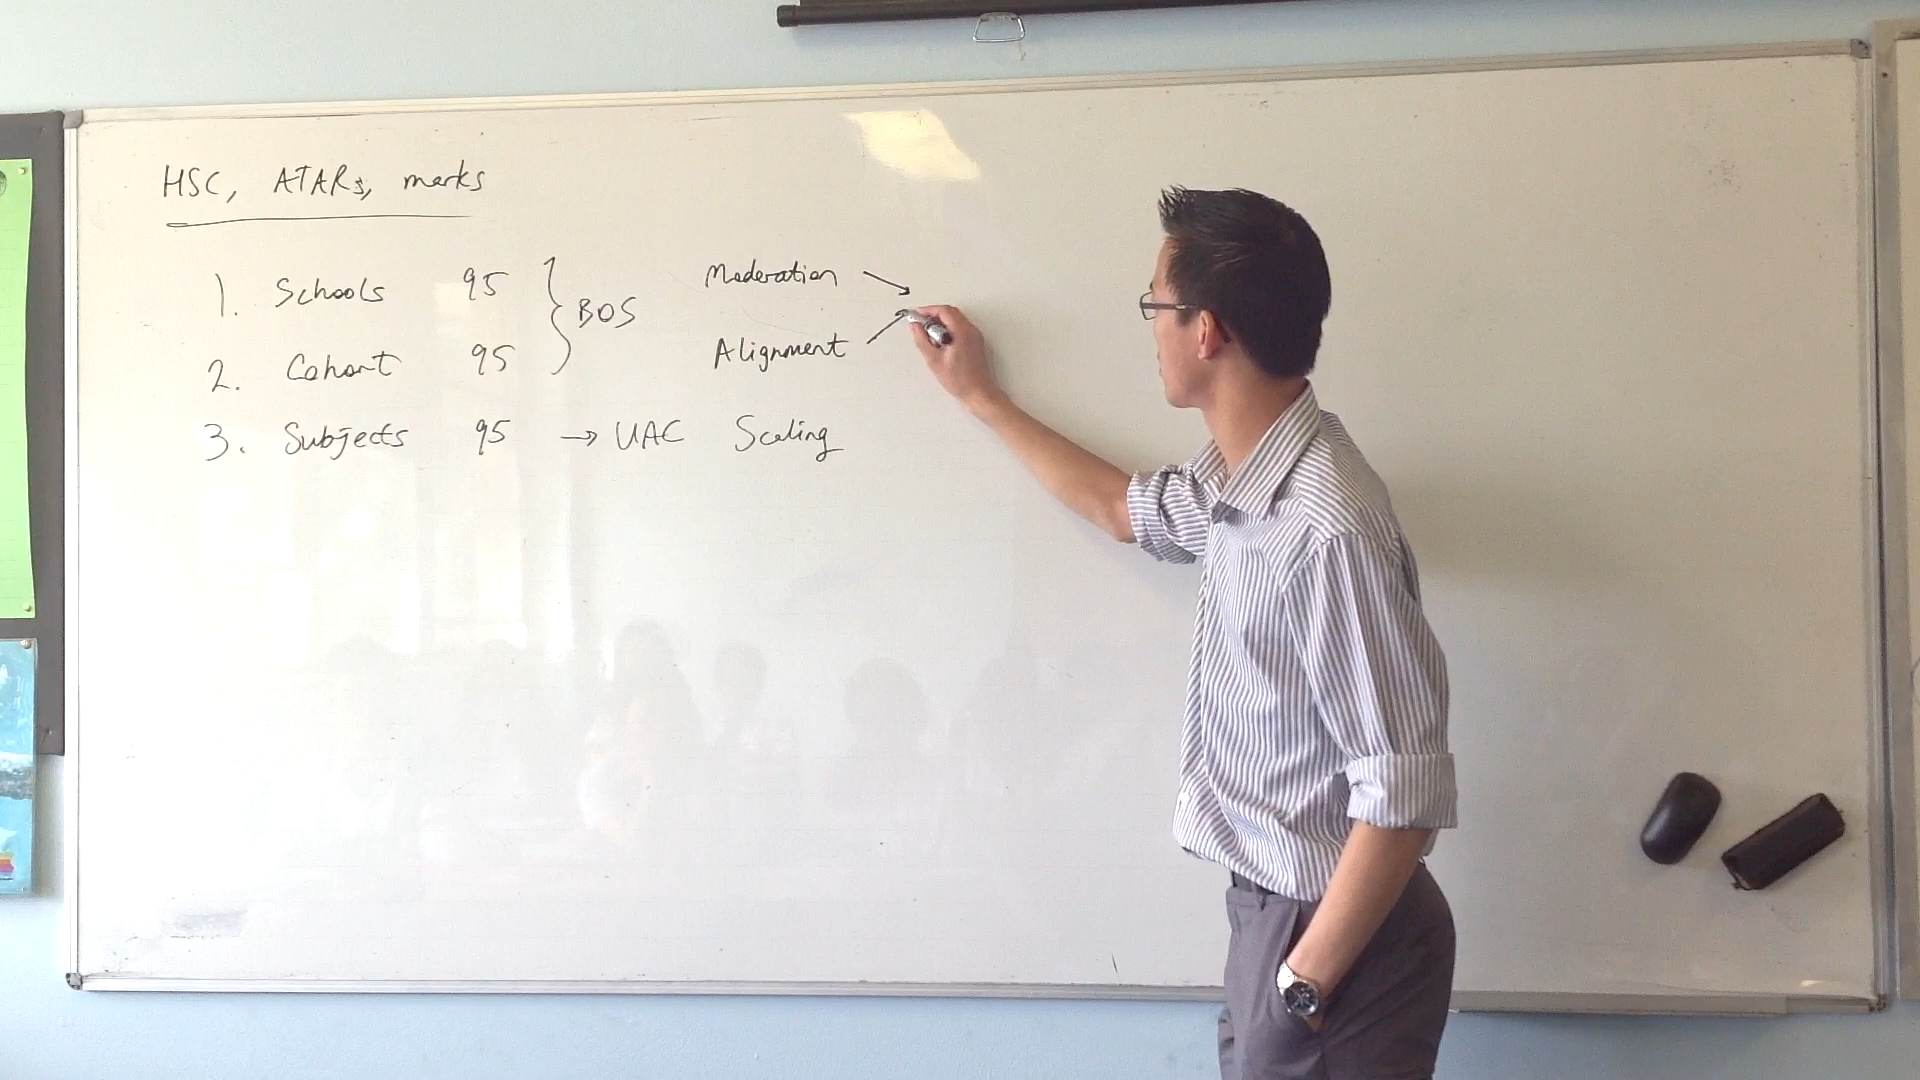 HSC, ATARs, marks
1. Schools 95 } BOS Moderation
2. Cohort 95 Alignment
3. Subjects 95 → UAC Scaling